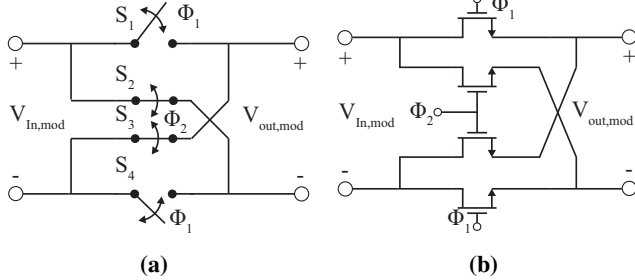 S1 Φ1
+ +
S2
VIn,mod S3 Φ2 Vout,mod
S4
- -
Φ1
(a)
Φ1
+ +
VIn,mod Φ2 Vout,mod
- -
Φ1
(b)